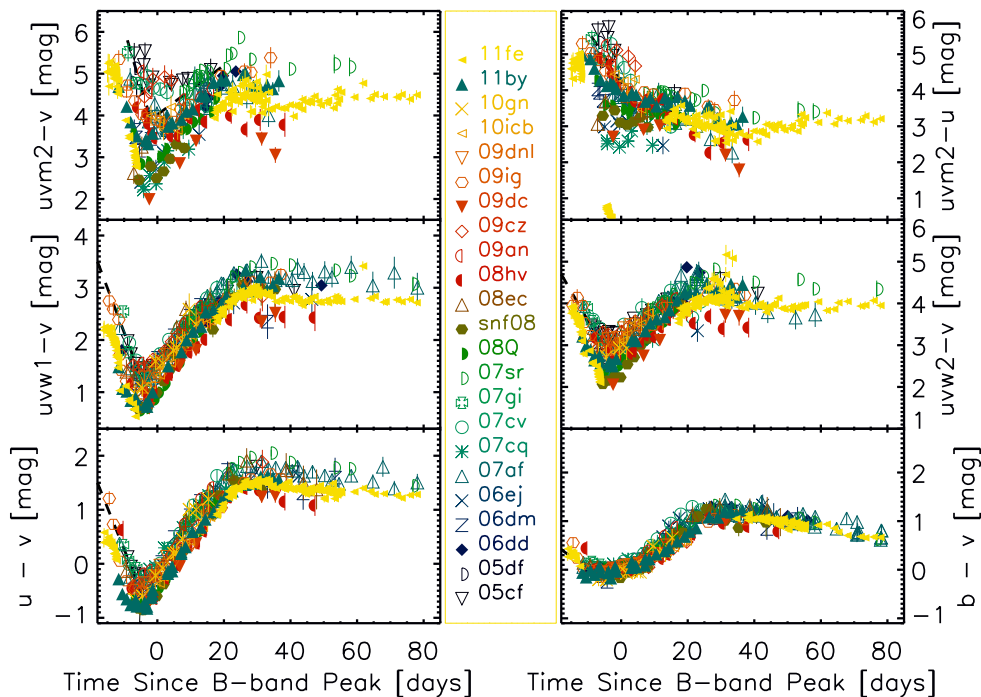 uvm2-v [mag]
6
5
4
3
2
uvw1-v [mag]
4
3
2
1
u - v [mag]
2
1
0
-1
0 20 40 60 80
Time Since B-band Peak [days]
11fe
11by
10gn
10icb
09dnl
09ig
09dc
09cz
09an
08hv
08ec
snf08
08Q
07sr
07gi
07cv
07cq
07af
06ej
06dm
06dd
05df
05cf
uvm2-u [mag]
6
5
4
3
2
1
uvw2-v [mag]
6
5
4
3
2
1
b - v [mag]
2
1
0
-1
0 20 40 60 80
Time Since B-band Peak [days]